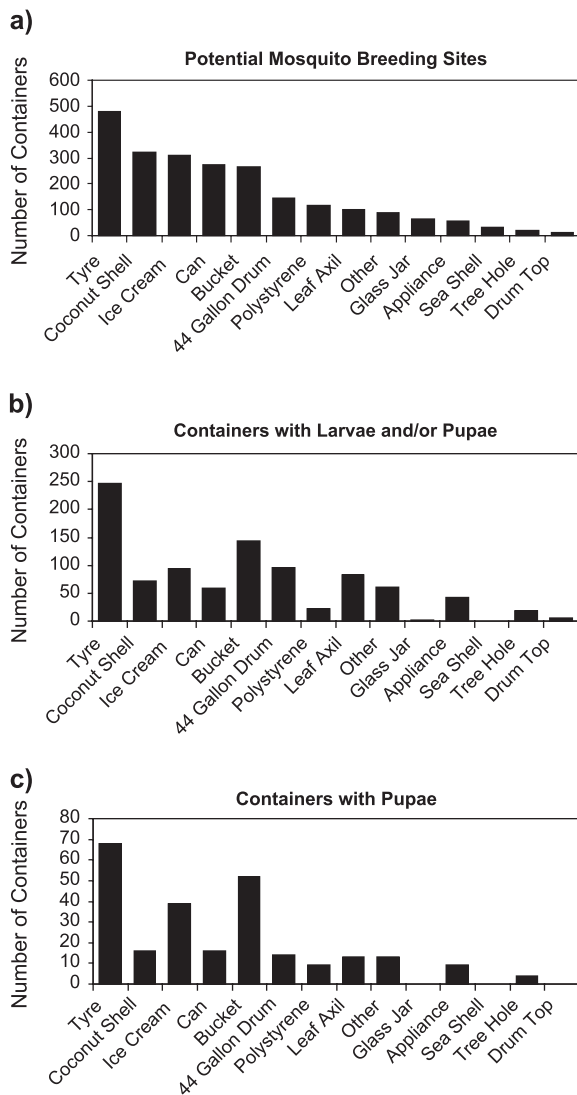 a)
Potential Mosquito Breeding Sites
Number of Containers
600
500
400
300
200
100
0
Tyre
Coconut Shell
Ice Cream
Can
Bucket
44 Gallon Drum
Polystyrene
Leaf Axil
Other
Glass Jar
Appliance
Sea Shell
Tree Hole
Drum Top
b)
Containers with Larvae and/or Pupae
Number of Containers
300
250
200
150
100
50
0
Tyre
Coconut Shell
Ice Cream
Can
Bucket
44 Gallon Drum
Polystyrene
Leaf Axil
Other
Glass Jar
Appliance
Sea Shell
Tree Hole
Drum Top
c)
Containers with Pupae
Number of Containers
80
70
60
50
40
30
20
10
0
Tyre
Coconut Shell
Ice Cream
Can
Bucket
44 Gallon Drum
Polystyrene
Leaf Axil
Other
Glass Jar
Appliance
Sea Shell
Tree Hole
Drum Top